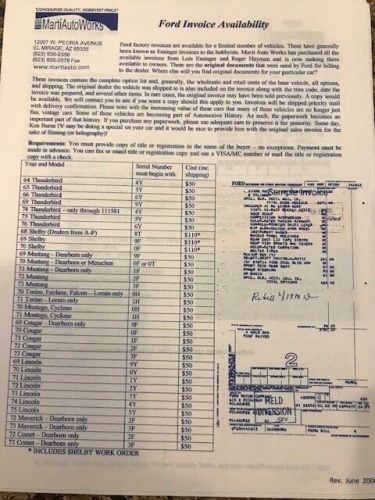 "CONCOURSE QUALITY, HOBBYIST PRICE"
MartiAutoWorks
Ford Invoice Availability
12007 W. PEORIA AVENUE
EL MIRAGE, AZ 85335
(623) 935-2558
(623) 935-2579 Fax
www.martiauto.com
Ford factory invoices are available for a limited number of vehicles. These have generally
been known as Eminger invoices to the hobbyists. Marti Auto Works has purchased all the
available invoices from Lois Eminger and Roger Hayman and is now making them
available to owners. These are the original documents that were used by Ford for billing
to the dealer. Where else will you find original documents for your particular car?
These invoices contain the complete option list and, generally, the wholesale and retail costs of the base vehicle, all options,
and shipping. The original dealer the vehicle was shipped to is also included on the invoice along with the trim code, date the
invoice was prepared, and several other items. In rare cases, the original invoice may have been sold previously. A copy would
be available. We will contact you to see if you want a copy should this apply to you. Invoices will be shipped priority mail
with delivery confirmation. Please note with the increasing value of these cars that many of these vehicles are no longer just
fun, vintage cars. Some of these vehicles are becoming part of Automotive History. As such, the paperwork becomes an
important part of that history. If you purchase any paperwork, please use adequate care to preserve it for posterity. Some day,
Ken Burns IV may be doing a special on your car and it would be nice to provide him with the original sales invoice for the
sake of filming (or holography)!
Requirements: You must provide copy of title or registration in the name of the buyer – no exceptions. Payment must be
made in advance. You can fax or email title or registration copy and use a VISA/MC number or mail the title or registration
copy with a check.
Year and Model Serial Number must begin with: Cost (inc. shipping)
64 Thunderbird 4Y $50
65 Thunderbird 5Y $50
66 Thunderbird 6Y $50
69 Thunderbird 9Y $50
74 Thunderbird – only through 111581 4Y $50
75 Thunderbird 5Y $50
76 Thunderbird 6Y $50
68 Shelby (Dealers from A-P) 8T $110*
69 Shelby 9F $110*
70 Shelby 0F $110*
69 Mustang – Dearborn only 9F $50
70 Mustang – Dearborn or Metuchen 0F or 0T $50
71 Mustang – Dearborn only 1F $50
72 Mustang 2F $50
73 Mustang 3F $50
70 Torino, Fairlane, Falcon – Lorain only 0H $50
71 Torino – Lorain only 1H $50
70 Montego, Cyclone 0H $50
71 Montego, Cyclone 1H $50
69 Cougar – Dearborn only 9F $50
70 Cougar 0F $50
71 Cougar 1F $50
72 Cougar 2F $50
73 Cougar 3F $50
69 Lincoln 9Y $50
70 Lincoln 0Y $50
71 Lincoln 1Y $50
72 Lincoln 2Y $50
73 Lincoln 3Y $50
74 Lincoln 4Y $50
75 Lincoln 5Y $50
72 Maverick – Dearborn only 2F $50
73 Maverick – Dearborn only 3F $50
72 Comet – Dearborn only 2F $50
73 Comet – Dearborn only 3F $50
* INCLUDES SHELBY WORK ORDER
FORD
Sample Invoice
2
HELD
Rev. June